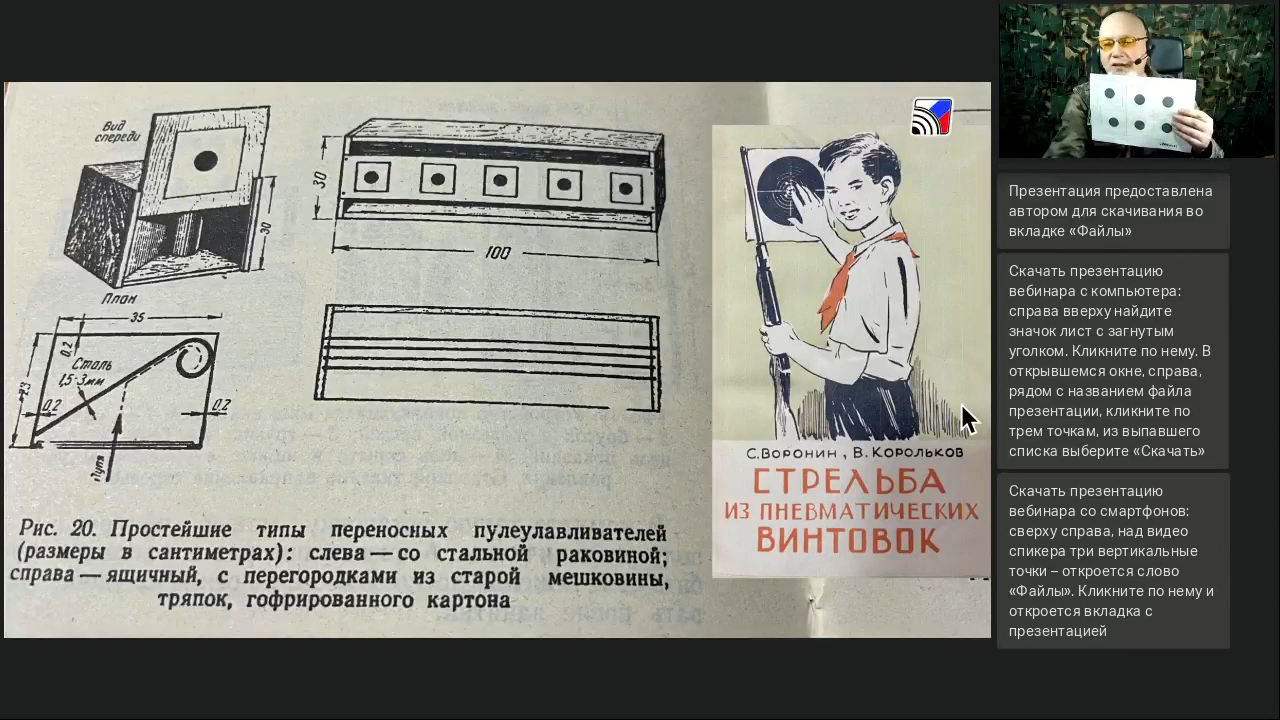 Вид
спереди
30
План
35
0,2
Сталь
1,5-3мм
23
0,2
0,2
Пуля
30
100
Рис. 20. Простейшие типы переносных пулеулавливателей
(размеры в сантиметрах): слева — со стальной раковиной;
справа — ящичный, с перегородками из старой мешковины,
тряпок, гофрированного картона
С. ВОРОНИН, В. КОРОЛЬКОВ
СТРЕЛЬБА
ИЗ ПНЕВМАТИЧЕСКИХ
ВИНТОВОК
Презентация предоставлена
автором для скачивания во
вкладке «Файлы»
Скачать презентацию
вебинара с компьютера:
справа вверху найдите
значок лист с загнутым
уголком. Кликните по нему. В
открывшемся окне, справа,
рядом с названием файла
презентации, кликните по
трем точкам, из выпавшего
списка выберите «Скачать»
Скачать презентацию
вебинара со смартфонов:
сверху справа, над видео
спикера три вертикальные
точки – откроется слово
«Файлы». Кликните по нему и
откроется вкладка с
презентацией